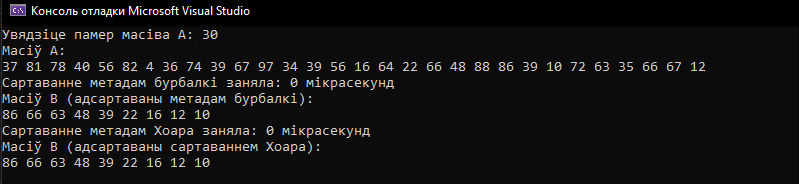 Консоль отладки Microsoft Visual Studio
Увядзіце памер масіва A: 30
Масіў A:
37 81 78 40 56 82 4 36 74 39 67 97 34 39 56 16 64 22 66 48 88 86 39 10 72 63 35 66 67 12
Сартаванне метадам бурбалкі заняла: 0 мікрасекунд
Масіў B (адсартаваны метадам бурбалкі):
86 66 63 48 39 22 16 12 10
Сартаванне метадам Хоара заняла: 0 мікрасекунд
Масіў B (адсартаваны сартаваннем Хоара):
86 66 63 48 39 22 16 12 10